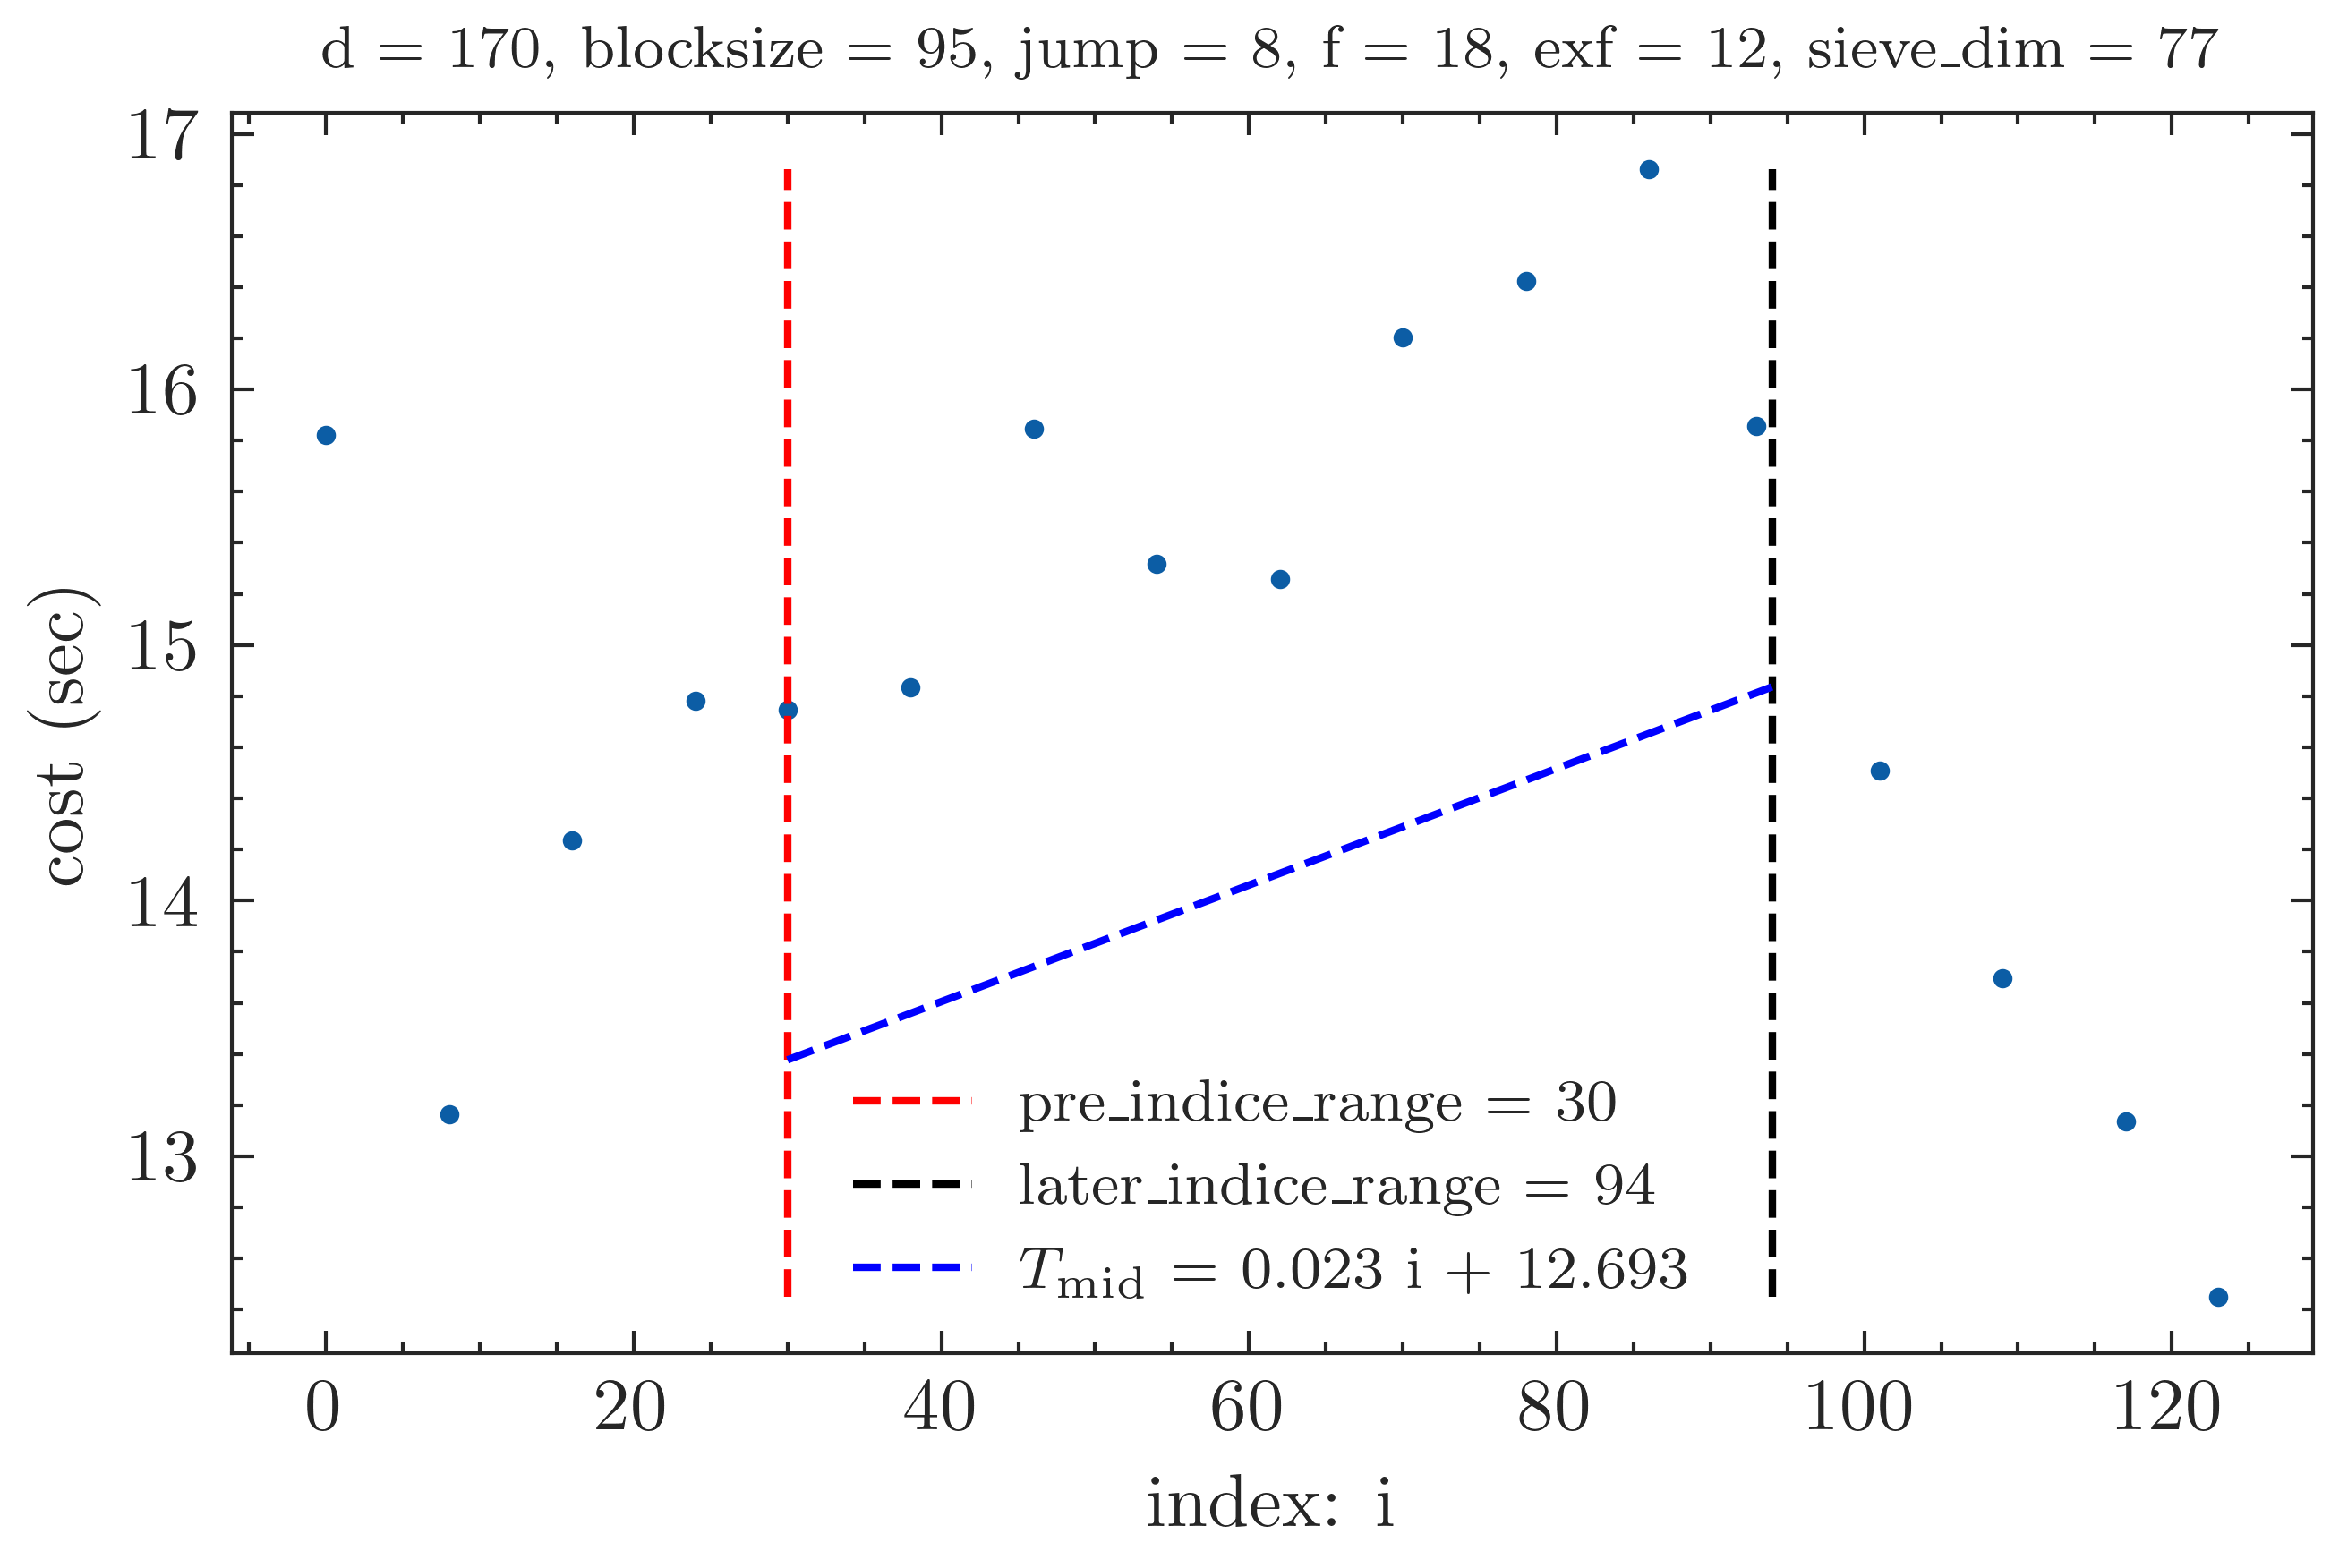 d = 170, blocksize = 95, jump = 8, f = 18, exf = 12, sieve_dim = 77
17
16
15
14
13
cost (sec)
pre_indice_range = 30
later_indice_range = 94
T_mid = 0.023 i + 12.693
0 20 40 60 80 100 120
index: i